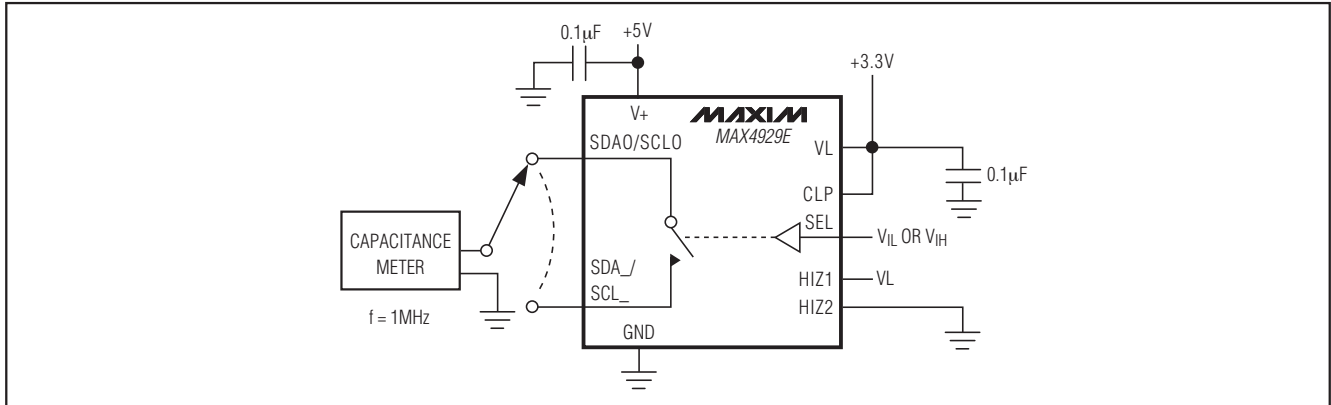 0.1µF
+5V
+3.3V
V+
MAXIM
MAX4929E
SDA0/SCL0
VL
0.1µF
CLP
SEL
CAPACITANCE
METER
VIL OR VIH
SDA_/
SCL_
HIZ1
VL
HIZ2
f = 1MHz
GND